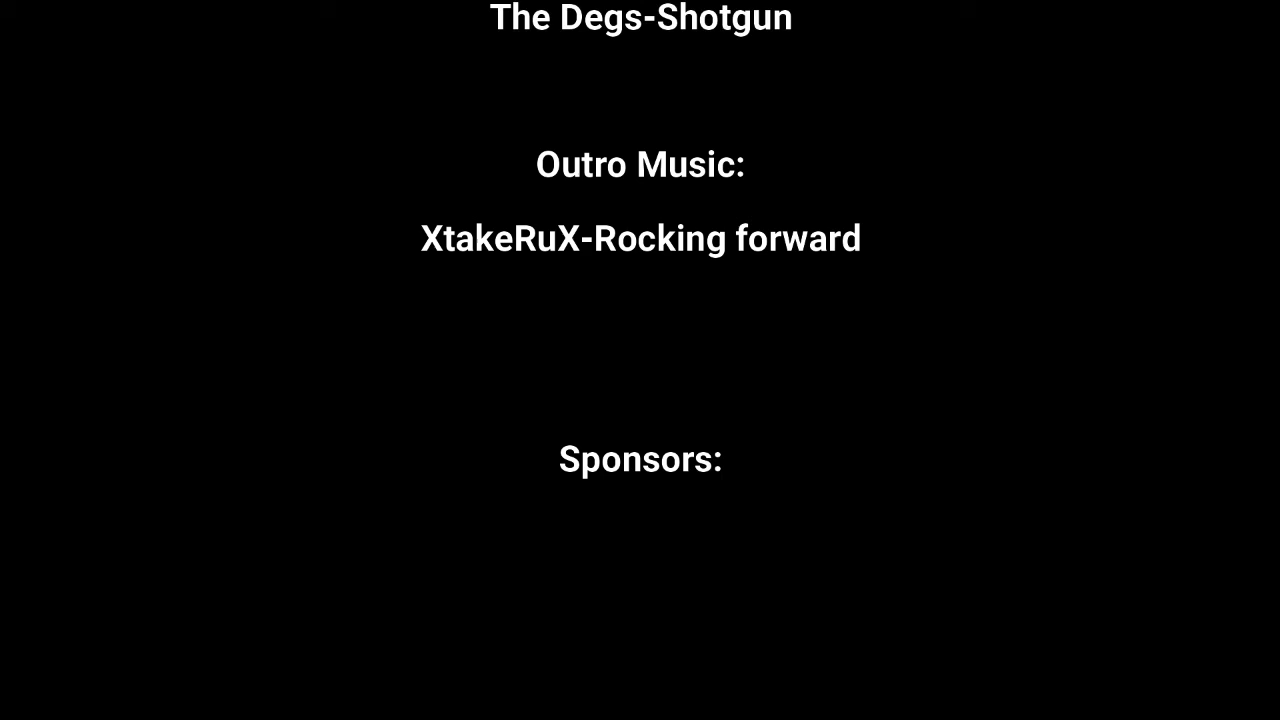 The Degs-Shotgun
Outro Music:
XtakeRuX-Rocking forward
Sponsors: